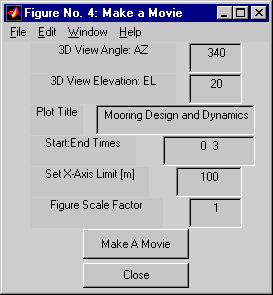 Figure No. 4: Make a Movie
File Edit Window Help
3D View Angle: AZ 340
3D View Elevation: EL 20
Plot Title Mooring Design and Dynamics
Start:End Times 0 3
Set X-Axis Limit [m] 100
Figure Scale Factor 1
Make A Movie
Close